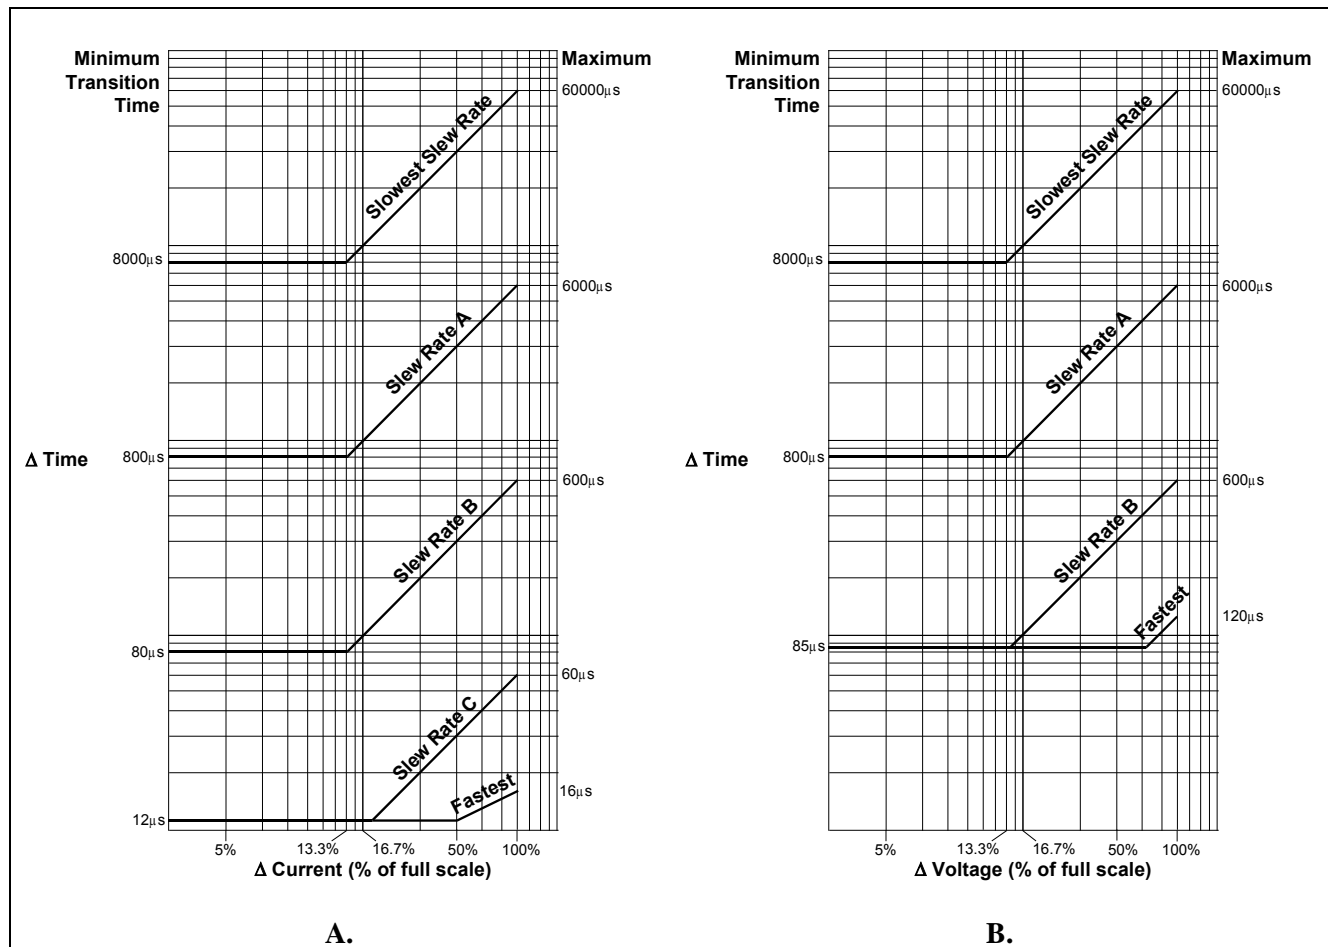 Minimum
Transition
Time
Maximum
60000μs
Slowest Slew Rate
8000μs
6000μs
Slew Rate A
Δ Time
800μs
600μs
Slew Rate B
80μs
60μs
Slew Rate C
Fastest
16μs
12μs
5%
13.3%
16.7%
50%
100%
Δ Current (% of full scale)
A.
Minimum
Transition
Time
Maximum
60000μs
Slowest Slew Rate
8000μs
6000μs
Slew Rate A
Δ Time
800μs
600μs
Slew Rate B
Fastest
120μs
85μs
5%
13.3%
16.7%
50%
100%
Δ Voltage (% of full scale)
B.